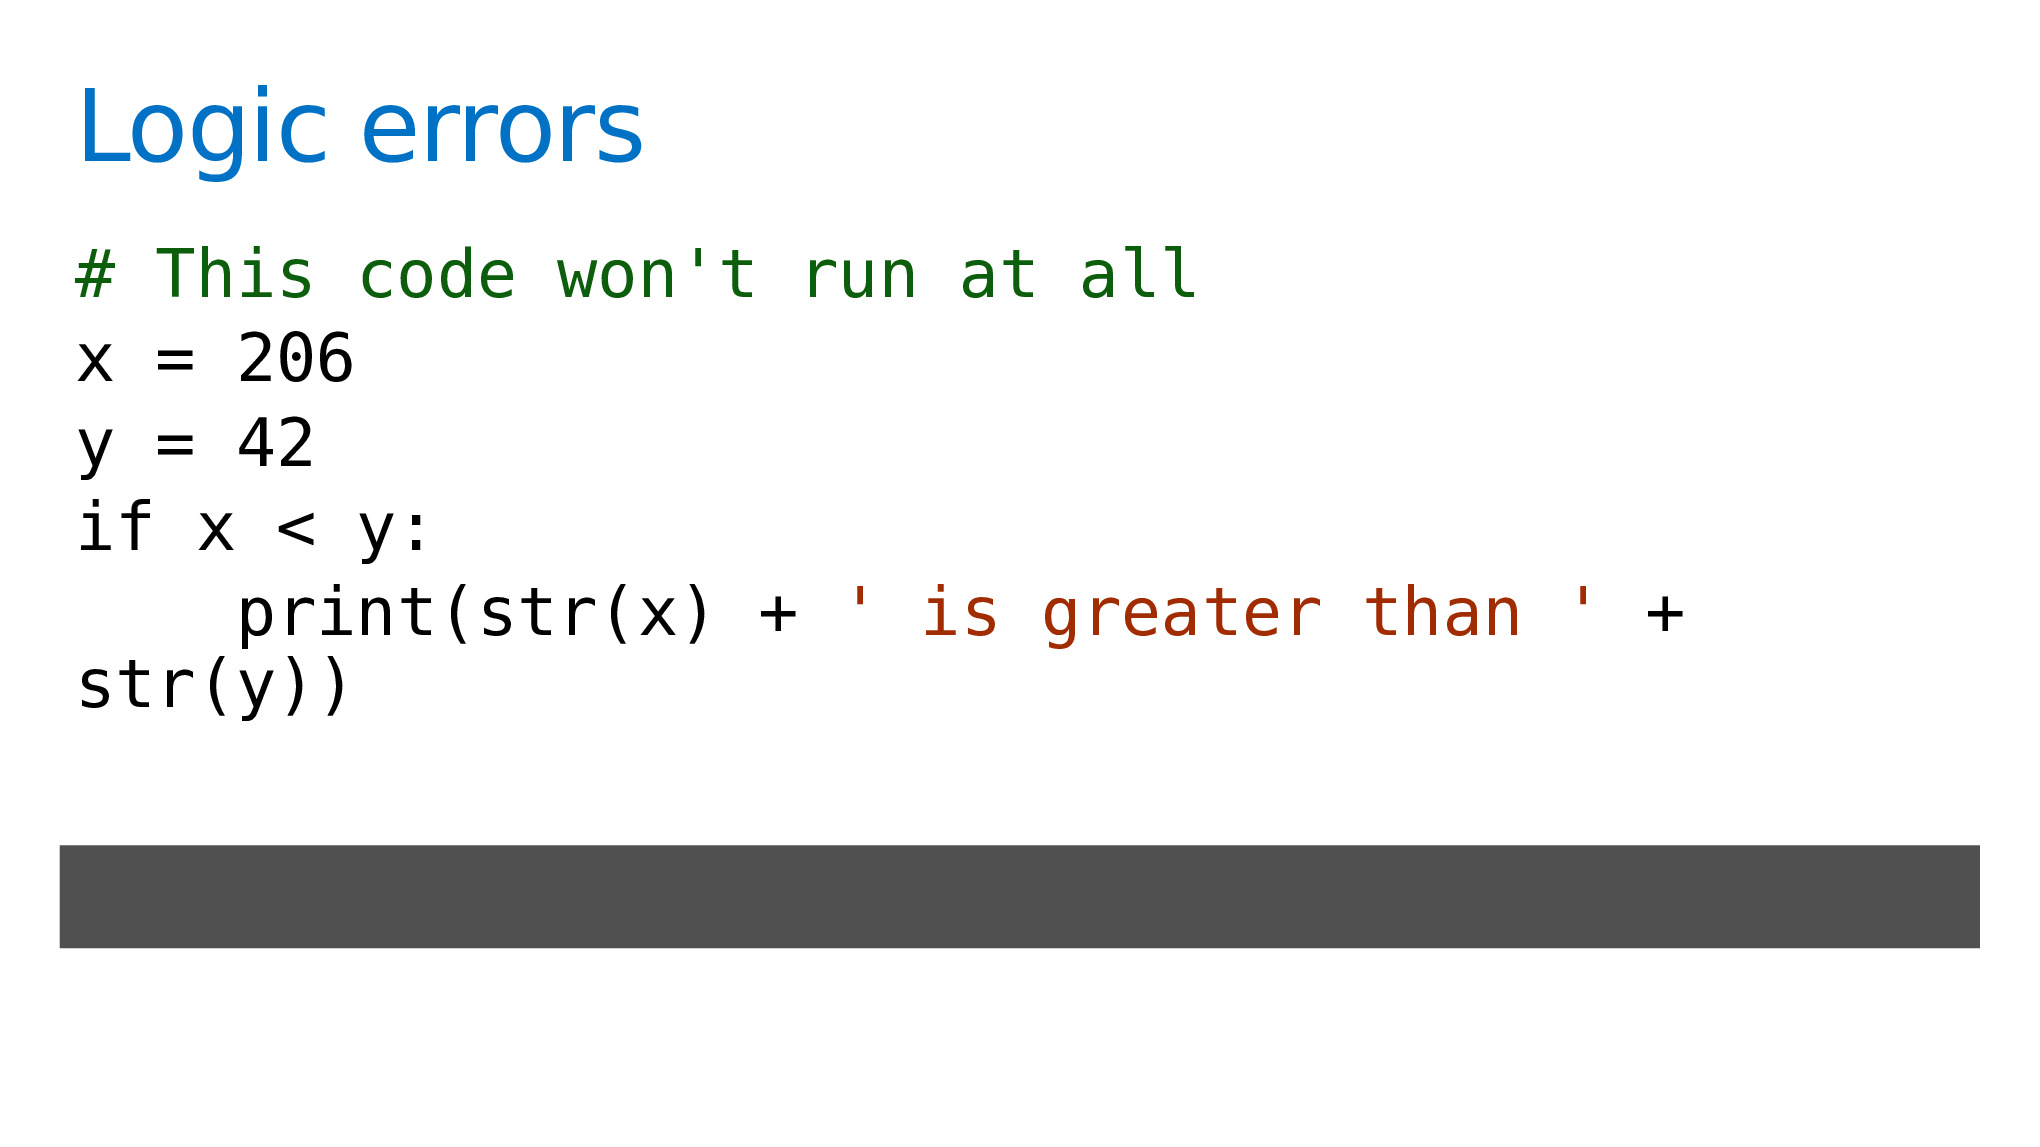 Logic errors
# This code won't run at all
x = 206
y = 42
if x < y:
    print(str(x) + ' is greater than ' +
str(y))